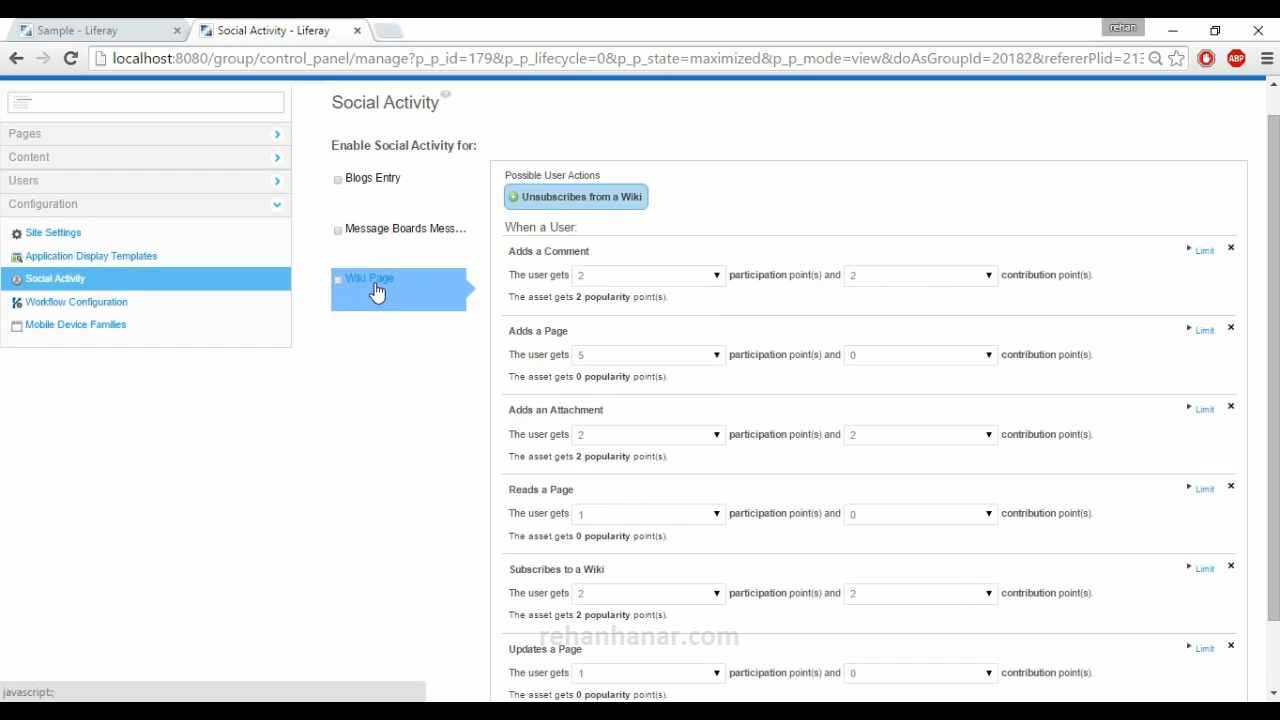 Sample - Liferay
Social Activity - Liferay
rehan
localhost:8080/group/control_panel/manage?p_p_id=179&p_p_lifecycle=0&p_p_state=maximized&p_p_mode=view&doAsGroupId=20182&refererPlid=213
ABP
Social Activity
Pages
Content
Users
Configuration
Site Settings
Application Display Templates
Social Activity
Workflow Configuration
Mobile Device Families
Enable Social Activity for:
Blogs Entry
Message Boards Mess...
Wiki Page
Possible User Actions
Unsubscribes from a Wiki
When a User:
Adds a Comment Limit
The user gets 2 participation point(s) and 2 contribution point(s).
The asset gets 2 popularity point(s).
Adds a Page Limit
The user gets 5 participation point(s) and 0 contribution point(s).
The asset gets 0 popularity point(s).
Adds an Attachment Limit
The user gets 2 participation point(s) and 2 contribution point(s).
The asset gets 2 popularity point(s).
Reads a Page Limit
The user gets 1 participation point(s) and 0 contribution point(s).
The asset gets 0 popularity point(s).
Subscribes to a Wiki Limit
The user gets 2 participation point(s) and 2 contribution point(s).
The asset gets 2 popularity point(s).
rehanhanar.com
Updates a Page Limit
The user gets 1 participation point(s) and 0 contribution point(s).
The asset gets 0 popularity point(s).
javascript:;